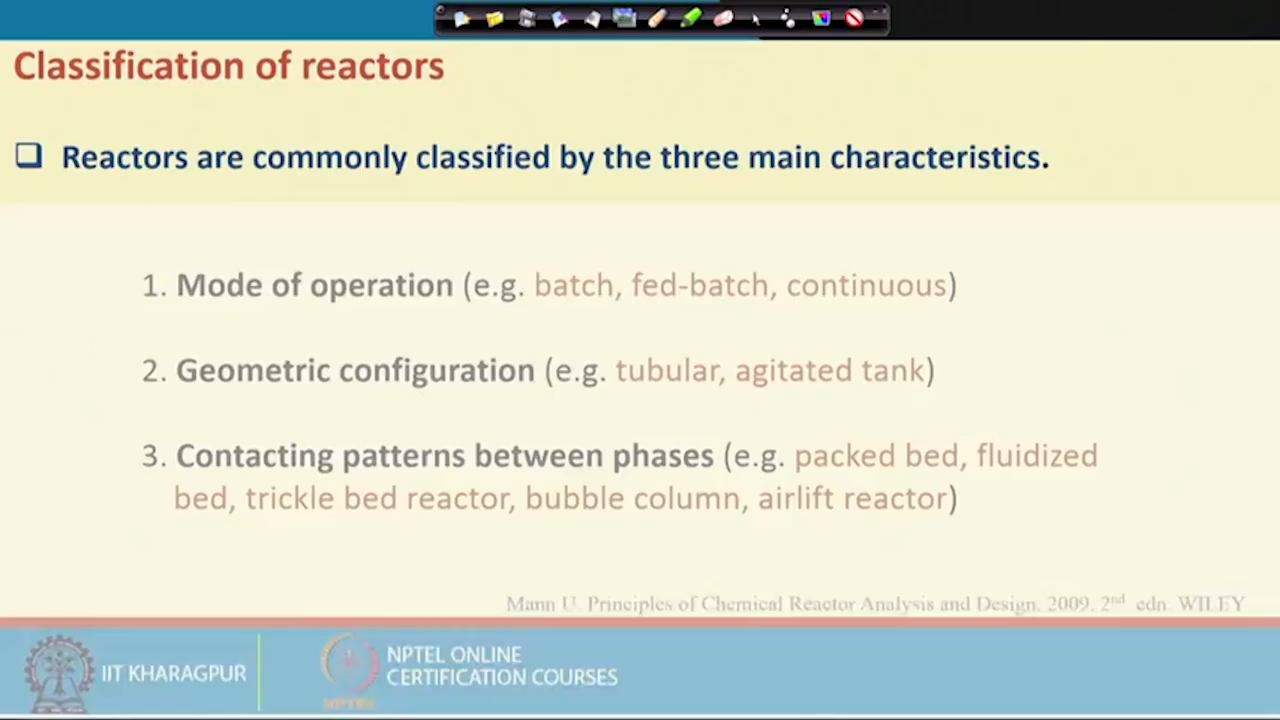 Classification of reactors
Reactors are commonly classified by the three main characteristics.
1. Mode of operation (e.g. batch, fed-batch, continuous)
2. Geometric configuration (e.g. tubular, agitated tank)
3. Contacting patterns between phases (e.g. packed bed, fluidized
bed, trickle bed reactor, bubble column, airlift reactor)
Mann U. Principles of Chemical Reactor Analysis and Design. 2009. 2nd edn. WILEY
IIT KHARAGPUR
NPTEL ONLINE
CERTIFICATION COURSES
NPTEL